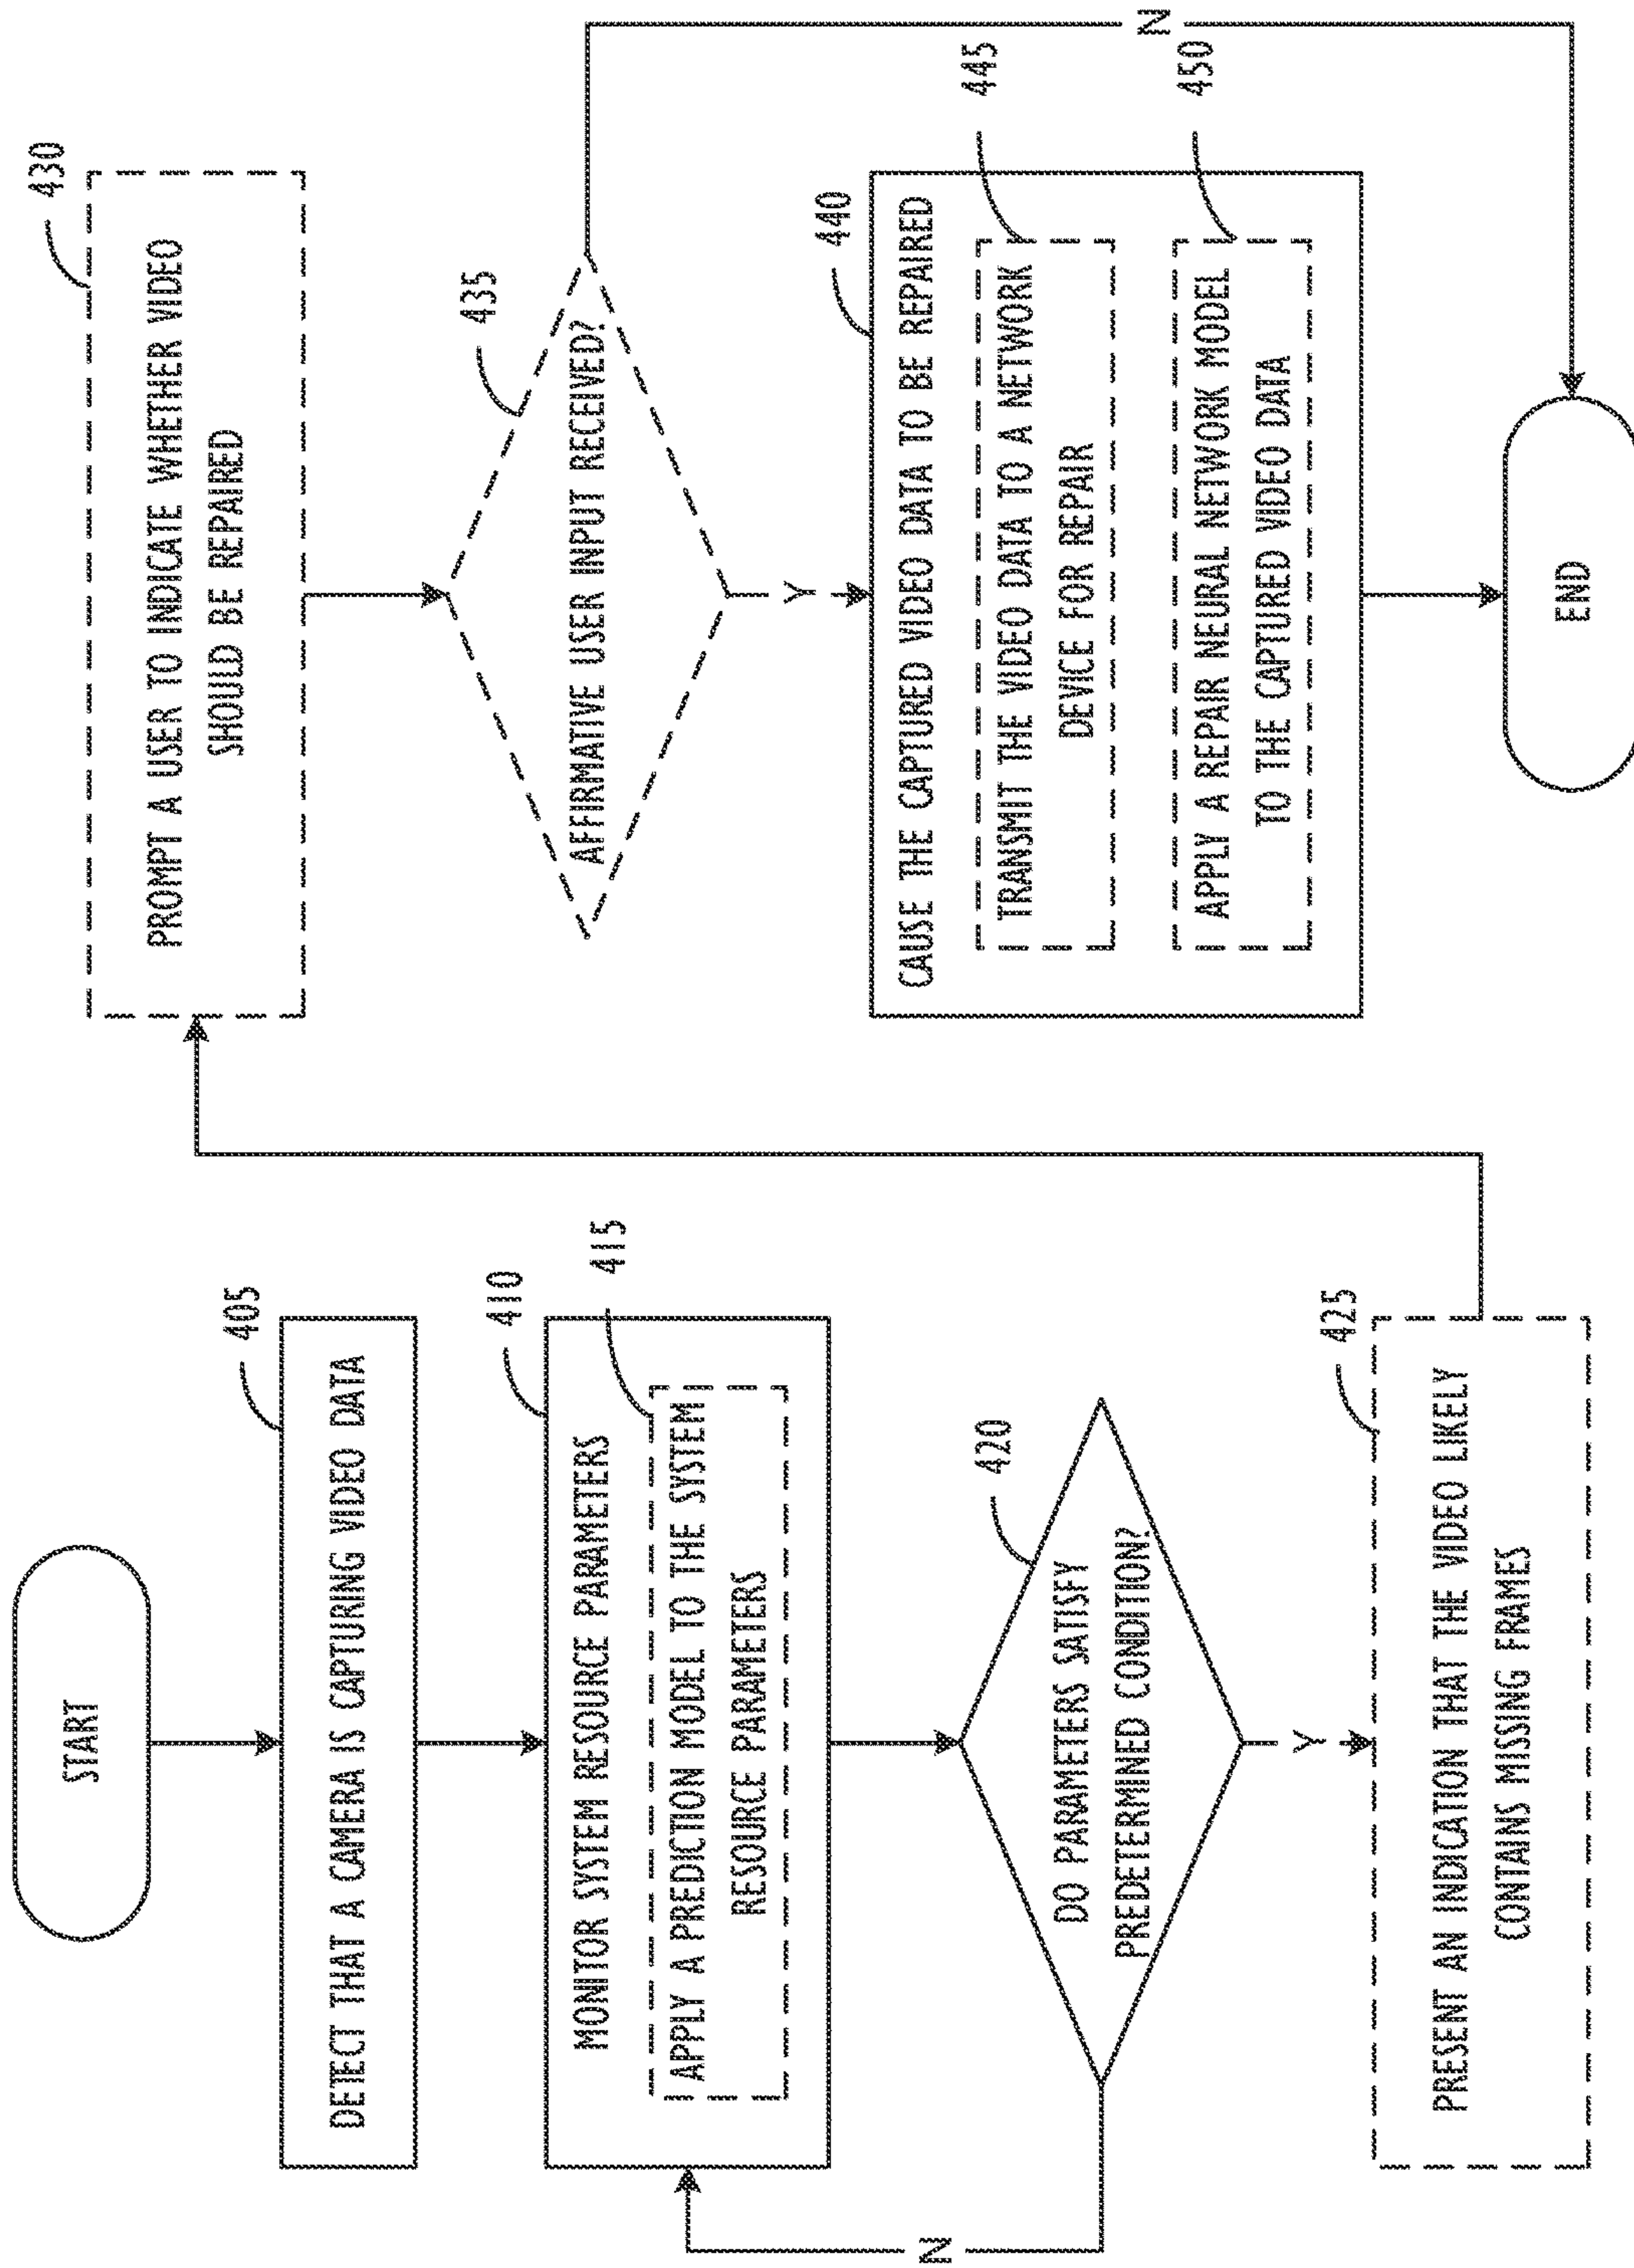 START
405
DETECT THAT A CAMERA IS CAPTURING VIDEO DATA
410
MONITOR SYSTEM RESOURCE PARAMETERS
415
APPLY A PREDICTION MODEL TO THE SYSTEM
RESOURCE PARAMETERS
420
DO PARAMETERS SATISFY
PREDETERMINED CONDITION?
N
Y
425
PRESENT AN INDICATION THAT THE VIDEO LIKELY
CONTAINS MISSING FRAMES
430
PROMPT A USER TO INDICATE WHETHER VIDEO
SHOULD BE REPAIRED
435
AFFIRMATIVE USER INPUT RECEIVED?
Y
N
440
CAUSE THE CAPTURED VIDEO DATA TO BE REPAIRED
445
TRANSMIT THE VIDEO DATA TO A NETWORK
DEVICE FOR REPAIR
450
APPLY A REPAIR NEURAL NETWORK MODEL
TO THE CAPTURED VIDEO DATA
END